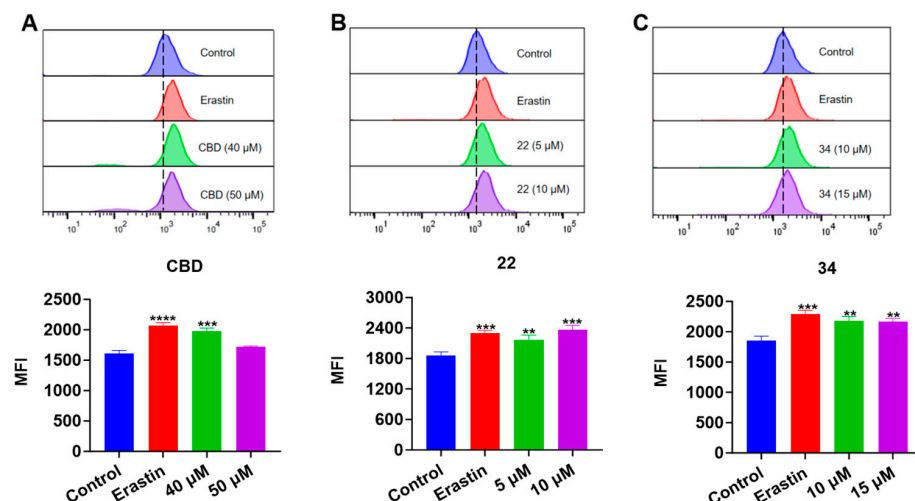 A
Control
Erastin
CBD (40 µM)
CBD (50 µM)
10¹ 10² 10³ 10⁴ 10⁵
B
Control
Erastin
22 (5 µM)
22 (10 µM)
10¹ 10² 10³ 10⁴ 10⁵
C
Control
Erastin
34 (10 µM)
34 (15 µM)
10¹ 10² 10³ 10⁴ 10⁵
CBD
MFI
2500
2000
1500
1000
500
0
**** ***
Control Erastin 40 µM 50 µM
22
MFI
3000
2400
1800
1200
600
0
*** ** ***
Control Erastin 5 µM 10 µM
34
MFI
2500
2000
1500
1000
500
0
*** ** **
Control Erastin 10 µM 15 µM